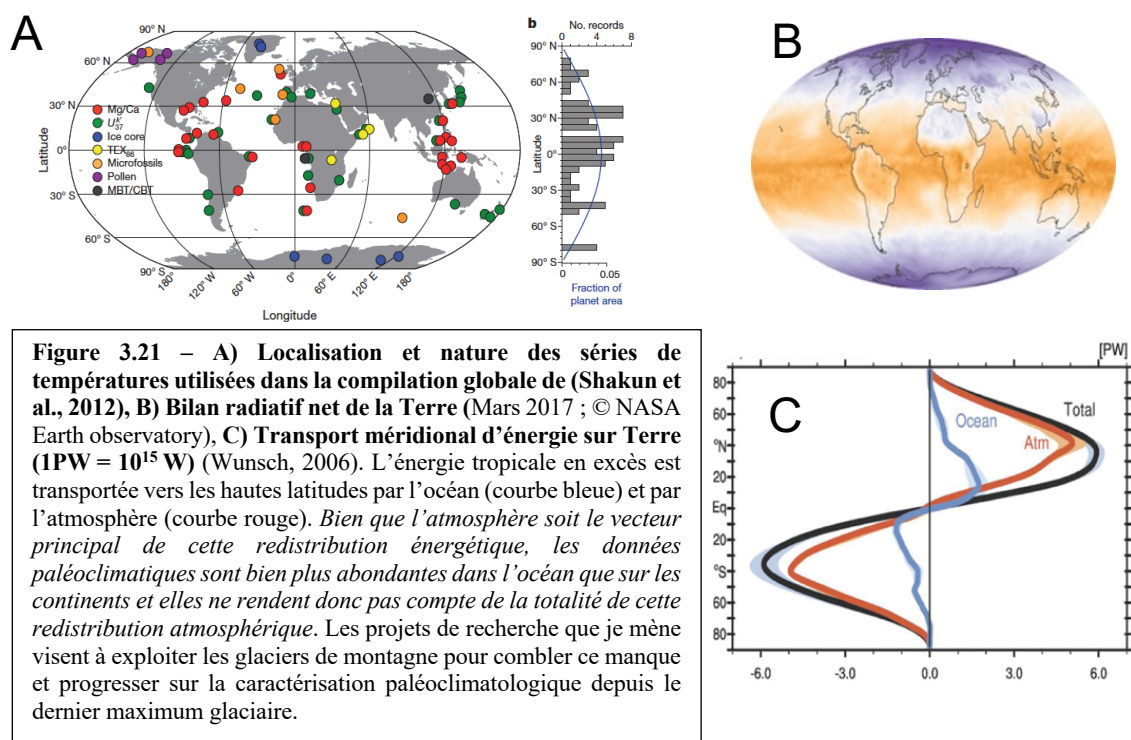 A
b
No. records
0 4 8
90° N
60° N
30° N
0°
30° S
60° S
90° S
Latitude
Mg/Ca
U K' 37
Ice core
TEX86
Microfossils
Pollen
MBT/CBT
180°
120° W
60° W
0°
60° E
120° E
180°
Longitude
90° N
60° N
30° N
0°
30° S
60° S
90° S
Latitude
0 0.05
Fraction of
planet area
B
Figure 3.21 – A) Localisation et nature des séries de
températures utilisées dans la compilation globale de (Shakun et
al., 2012), B) Bilan radiatif net de la Terre (Mars 2017 ; © NASA
Earth observatory), C) Transport méridional d’énergie sur Terre
(1PW = 10¹⁵ W) (Wunsch, 2006). L’énergie tropicale en excès est
transportée vers les hautes latitudes par l’océan (courbe bleue) et par
l’atmosphère (courbe rouge). Bien que l’atmosphère soit le vecteur
principal de cette redistribution énergétique, les données
paléoclimatiques sont bien plus abondantes dans l’océan que sur les
continents et elles ne rendent donc pas compte de la totalité de cette
redistribution atmosphérique. Les projets de recherche que je mène
visent à exploiter les glaciers de montagne pour combler ce manque
et progresser sur la caractérisation paléoclimatologique depuis le
dernier maximum glaciaire.
[PW]
C
80
60
°N
20
Eq
20
°S
60
80
Ocean
Total
Atm
-6.0 -3.0 0.0 3.0 6.0